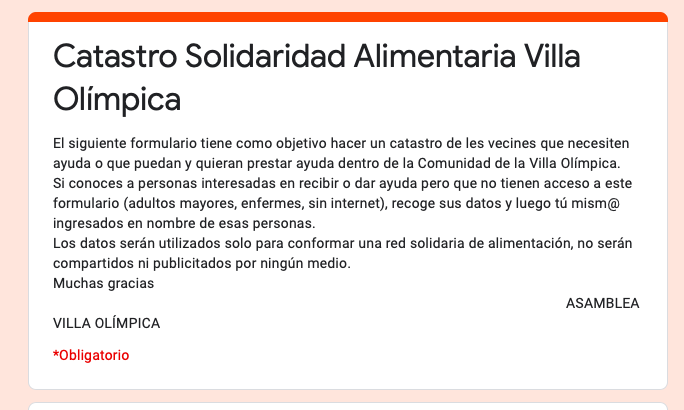 Catastro Solidaridad Alimentaria Villa
Olímpica
El siguiente formulario tiene como objetivo hacer un catastro de les vecines que necesiten
ayuda o que puedan y quieran prestar ayuda dentro de la Comunidad de la Villa Olímpica.
Si conoces a personas interesadas en recibir o dar ayuda pero que no tienen acceso a este
formulario (adultos mayores, enfermes, sin internet), recoge sus datos y luego tú mism@
ingresados en nombre de esas personas.
Los datos serán utilizados solo para conformar una red solidaria de alimentación, no serán
compartidos ni publicitados por ningún medio.
Muchas gracias
ASAMBLEA
VILLA OLÍMPICA
*Obligatorio